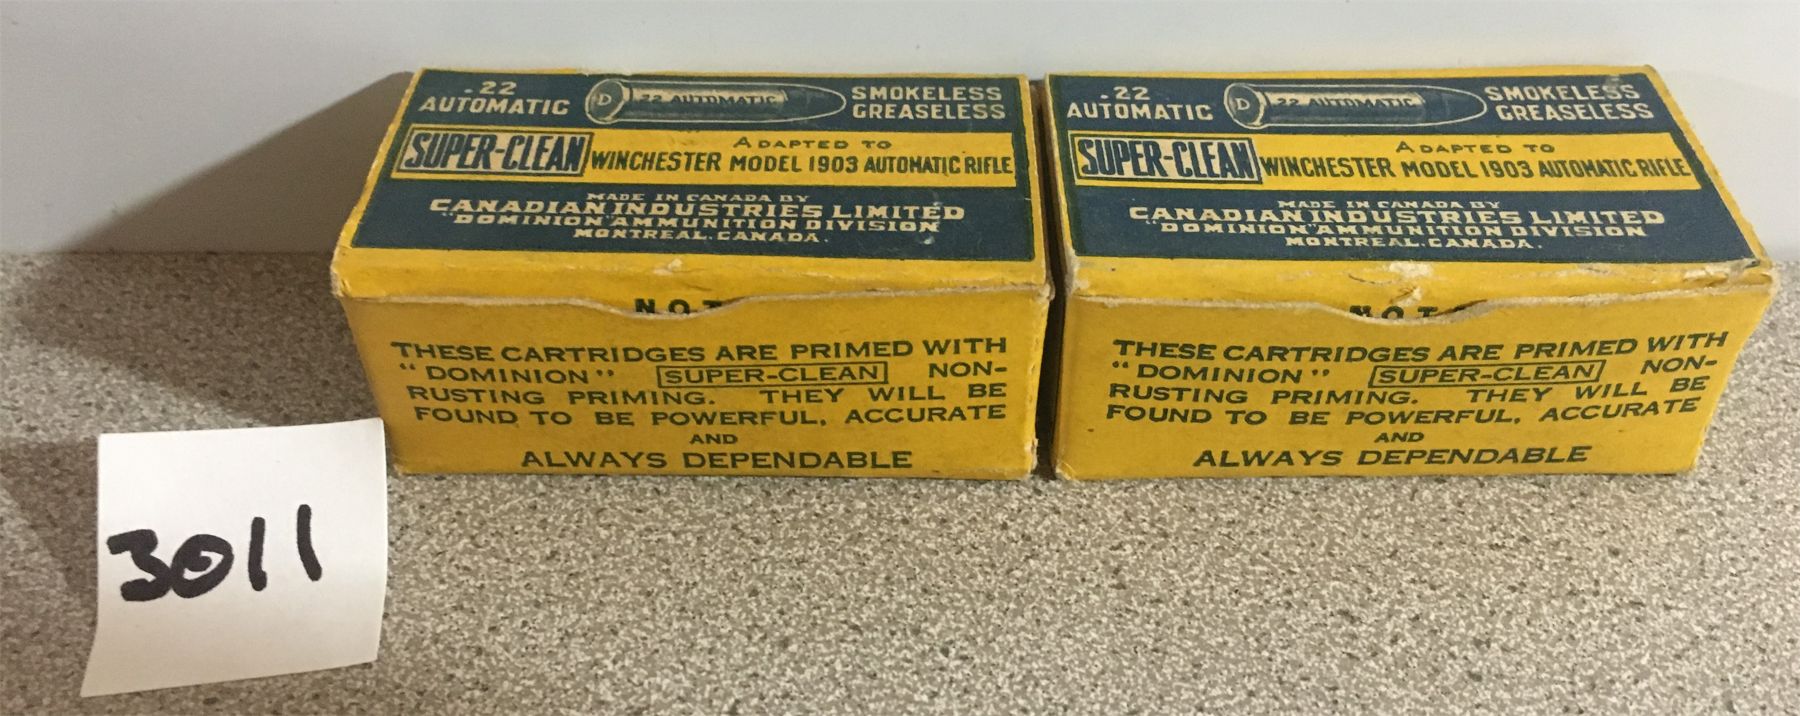 .22
AUTOMATIC
D
.22 AUTOMATIC
SMOKELESS
GREASELESS
SUPER-CLEAN
ADAPTED TO
WINCHESTER MODEL 1903 AUTOMATIC RIFLE
MADE IN CANADA BY
CANADIAN INDUSTRIES LIMITED
"DOMINION" AMMUNITION DIVISION
MONTREAL, CANADA.
NOT
THESE CARTRIDGES ARE PRIMED WITH
"DOMINION" SUPER-CLEAN NON-
RUSTING PRIMING. THEY WILL BE
FOUND TO BE POWERFUL, ACCURATE
AND
ALWAYS DEPENDABLE
.22
AUTOMATIC
D
.22 AUTOMATIC
SMOKELESS
GREASELESS
SUPER-CLEAN
ADAPTED TO
WINCHESTER MODEL 1903 AUTOMATIC RIFLE
MADE IN CANADA BY
CANADIAN INDUSTRIES LIMITED
"DOMINION" AMMUNITION DIVISION
MONTREAL, CANADA.
NOT
THESE CARTRIDGES ARE PRIMED WITH
"DOMINION" SUPER-CLEAN NON-
RUSTING PRIMING. THEY WILL BE
FOUND TO BE POWERFUL, ACCURATE
AND
ALWAYS DEPENDABLE
3011